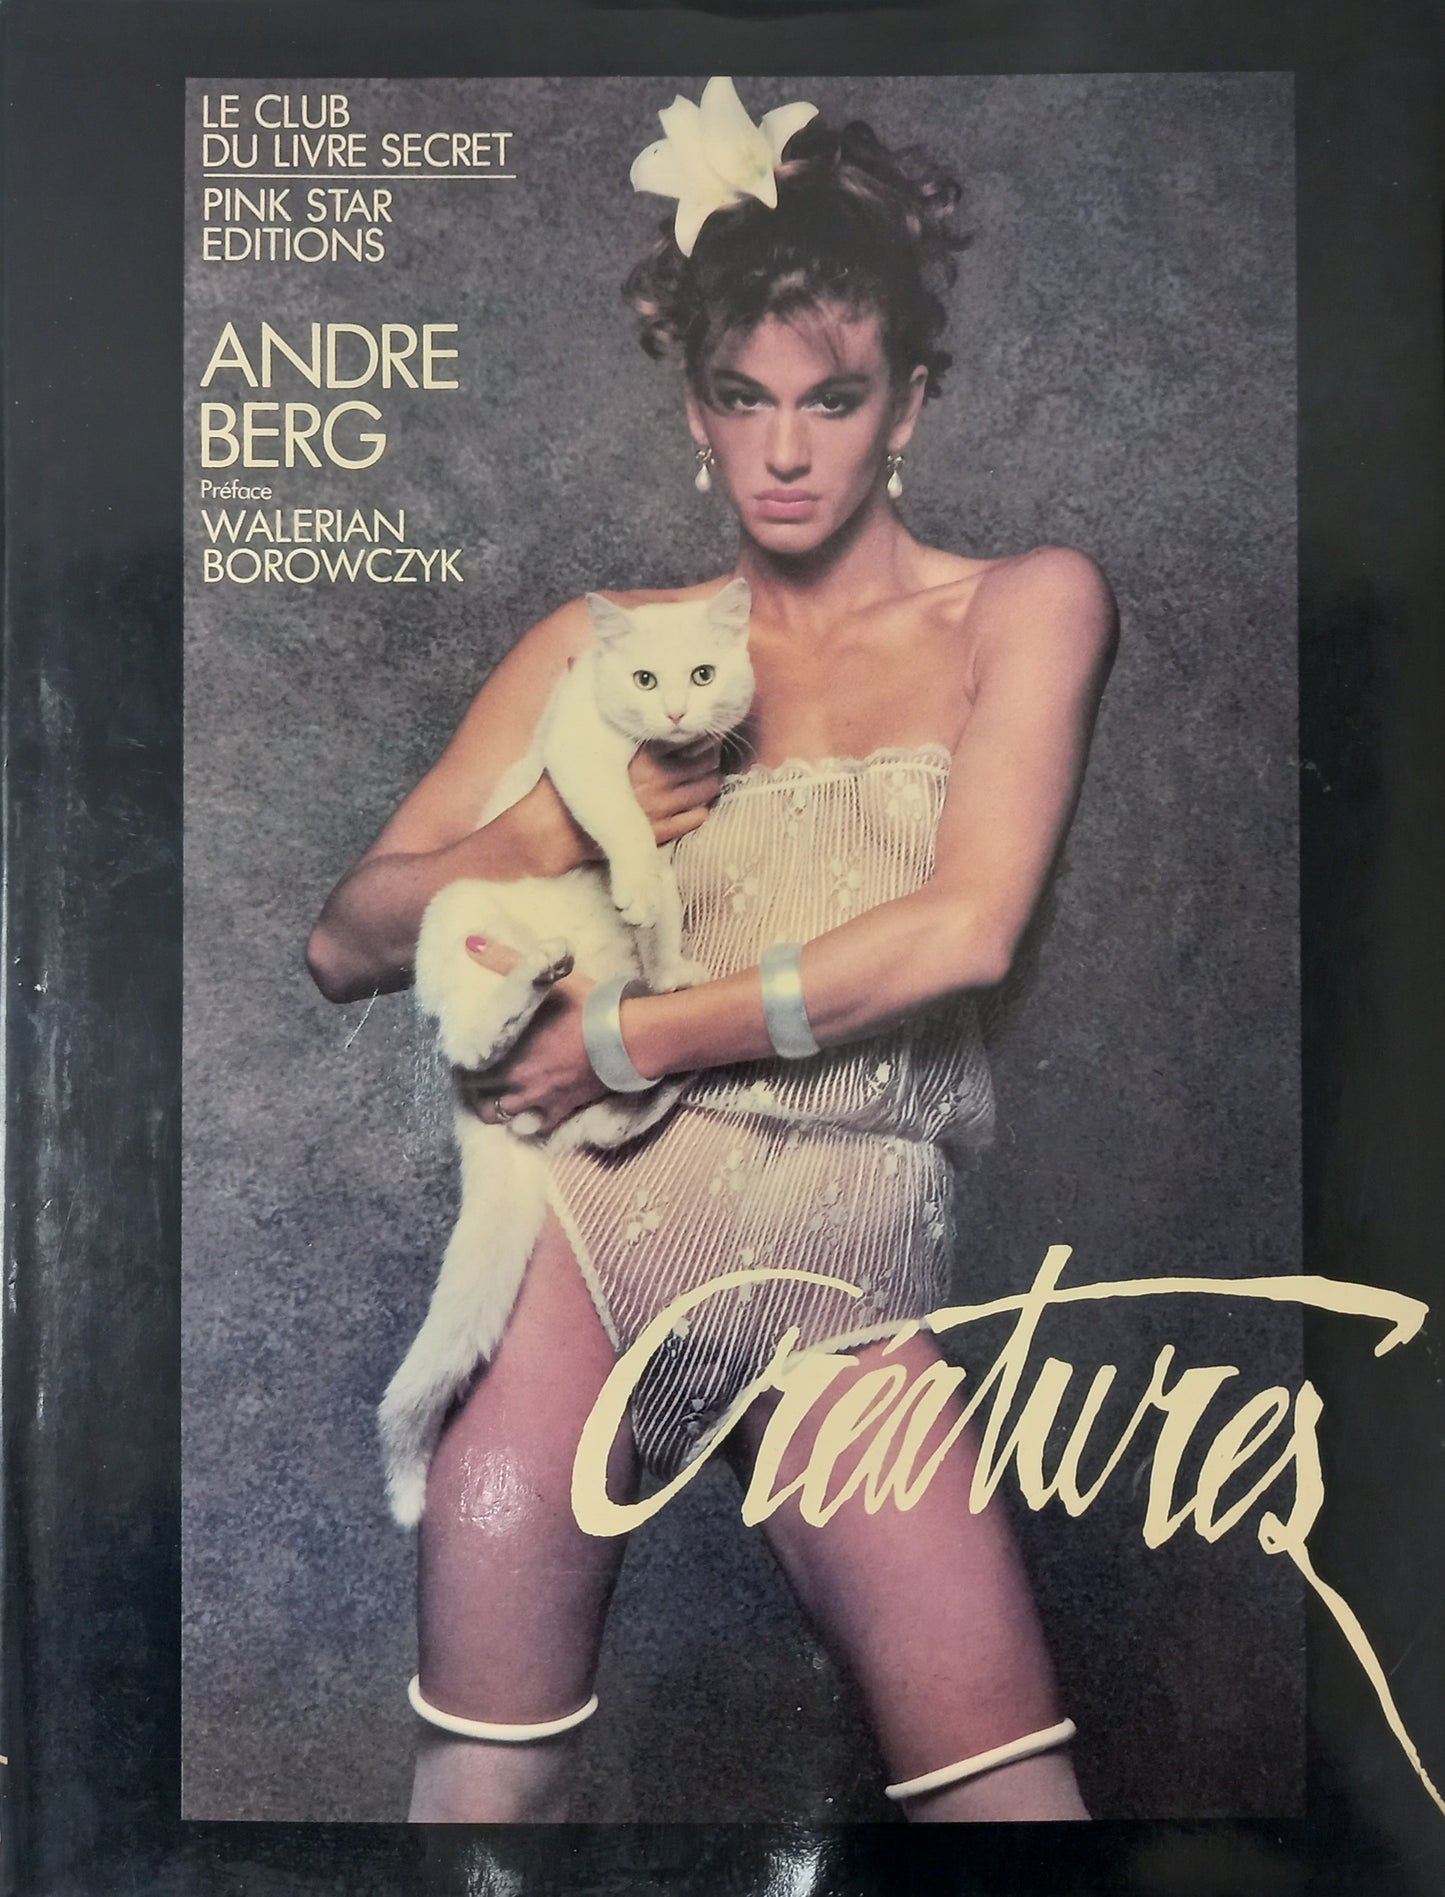 LE CLUB
DU LIVRE SECRET
PINK STAR
EDITIONS
ANDRE
BERG
Préface
WALERIAN
BOROWCZYK
Créatures